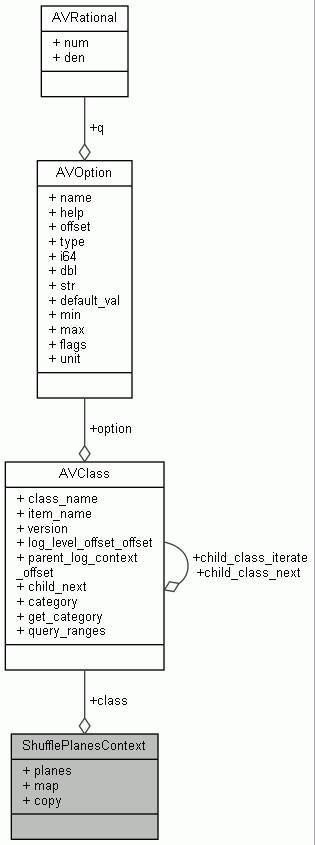 AVRational
+ num
+ den
+q
AVOption
+ name
+ help
+ offset
+ type
+ i64
+ dbl
+ str
+ default_val
+ min
+ max
+ flags
+ unit
+option
AVClass
+ class_name
+ item_name
+ version
+ log_level_offset_offset
+ parent_log_context
_offset
+ child_next
+ category
+ get_category
+ query_ranges
+child_class_iterate
+child_class_next
+class
ShufflePlanesContext
+ planes
+ map
+ copy